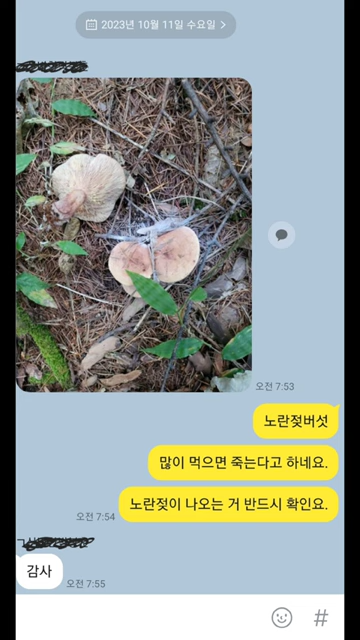 2023년 10월 11일 수요일 >
오전 7:53
노란젖버섯
많이 먹으면 죽는다고 하네요.
노란젖이 나오는 거 반드시 확인요.
오전 7:54
감사
오전 7:55
#